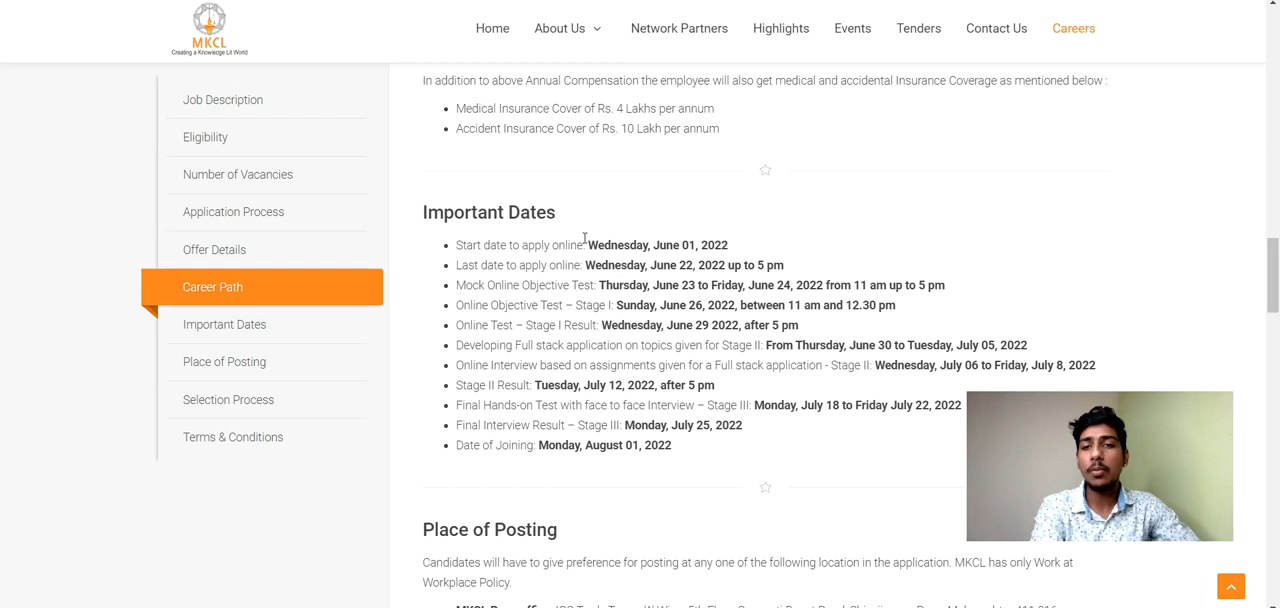 MKCL
Creating a Knowledge Lit World
Home About Us Network Partners Highlights Events Tenders Contact Us Careers
Job Description
Eligibility
Number of Vacancies
Application Process
Offer Details
Career Path
Important Dates
Place of Posting
Selection Process
Terms & Conditions
In addition to above Annual Compensation the employee will also get medical and accidental Insurance Coverage as mentioned below :
Medical Insurance Cover of Rs. 4 Lakhs per annum
Accident Insurance Cover of Rs. 10 Lakh per annum
Important Dates
Start date to apply online: Wednesday, June 01, 2022
Last date to apply online: Wednesday, June 22, 2022 up to 5 pm
Mock Online Objective Test: Thursday, June 23 to Friday, June 24, 2022 from 11 am up to 5 pm
Online Objective Test – Stage I: Sunday, June 26, 2022, between 11 am and 12.30 pm
Online Test – Stage I Result: Wednesday, June 29 2022, after 5 pm
Developing Full stack application on topics given for Stage II: From Thursday, June 30 to Tuesday, July 05, 2022
Online Interview based on assignments given for a Full stack application - Stage II: Wednesday, July 06 to Friday, July 8, 2022
Stage II Result: Tuesday, July 12, 2022, after 5 pm
Final Hands-on Test with face to face Interview – Stage III: Monday, July 18 to Friday July 22, 2022
Final Interview Result – Stage III: Monday, July 25, 2022
Date of Joining: Monday, August 01, 2022
Place of Posting
Candidates will have to give preference for posting at any one of the following location in the application. MKCL has only Work at
Workplace Policy.